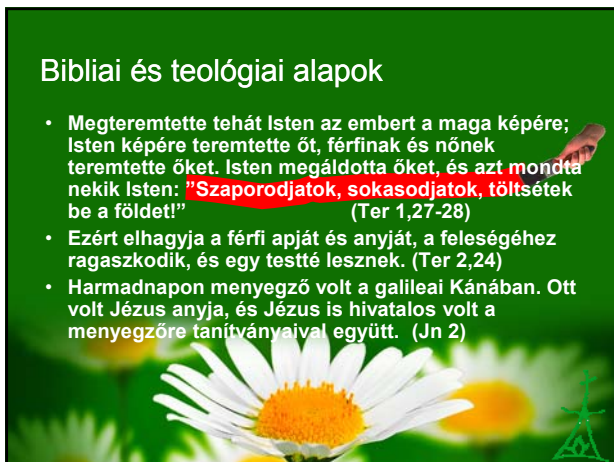 Bibliai és teológiai alapok
• Megteremtette tehát Isten az embert a maga képére;
Isten képére teremtette őt, férfinak és nőnek
teremtette őket. Isten megáldotta őket, és azt mondta
nekik Isten: ”Szaporodjatok, sokasodjatok, töltsétek
be a földet!” (Ter 1,27-28)
• Ezért elhagyja a férfi apját és anyját, a feleségéhez
ragaszkodik, és egy testté lesznek. (Ter 2,24)
• Harmadnapon menyegző volt a galileai Kánában. Ott
volt Jézus anyja, és Jézus is hivatalos volt a
menyegzőre tanítványaival együtt. (Jn 2)